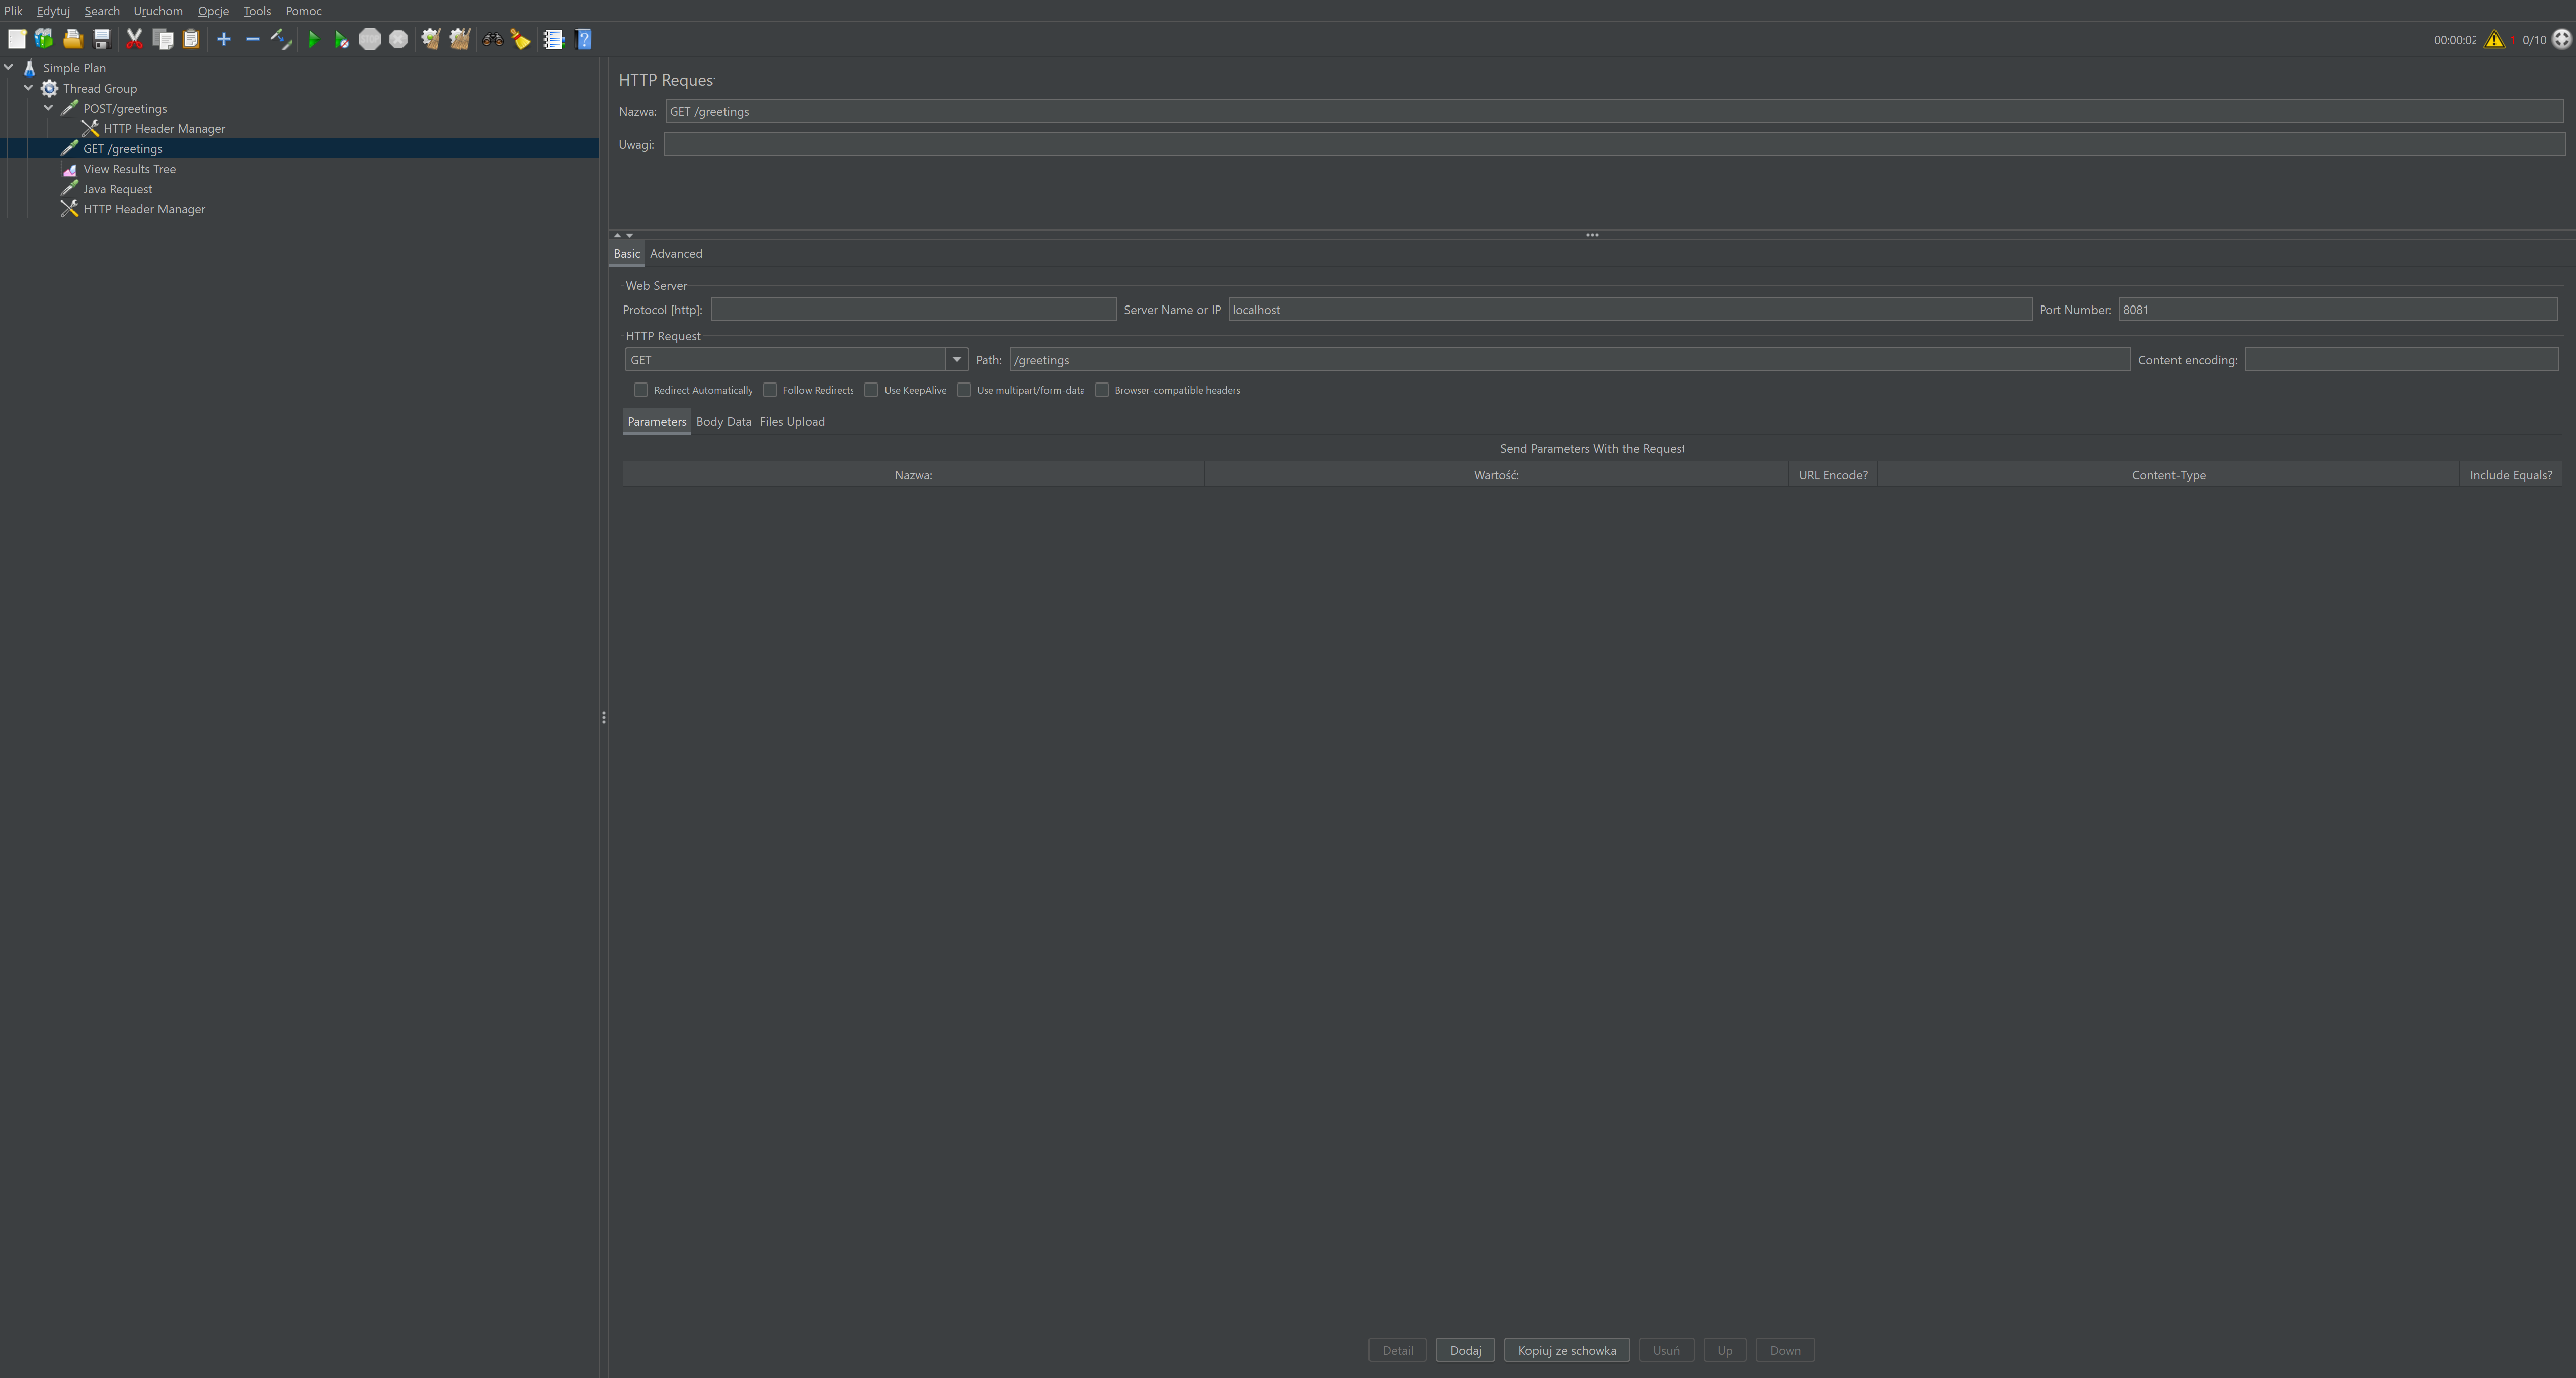 Plik Edytuj Search Uruchom Opcje Tools Pomoc
00:00:02 1 0/10
Simple Plan
Thread Group
POST/greetings
HTTP Header Manager
GET /greetings
View Results Tree
Java Request
HTTP Header Manager
HTTP Request
Nazwa: GET /greetings
Uwagi:
Basic Advanced
Web Server
Protocol [http]: Server Name or IP localhost Port Number: 8081
HTTP Request
GET Path: /greetings Content encoding:
Redirect Automatically Follow Redirects Use KeepAlive Use multipart/form-data Browser-compatible headers
Parameters Body Data Files Upload
Send Parameters With the Request
Nazwa: Wartość: URL Encode? Content-Type Include Equals?
Detail Dodaj Kopiuj ze schowka Usuń Up Down